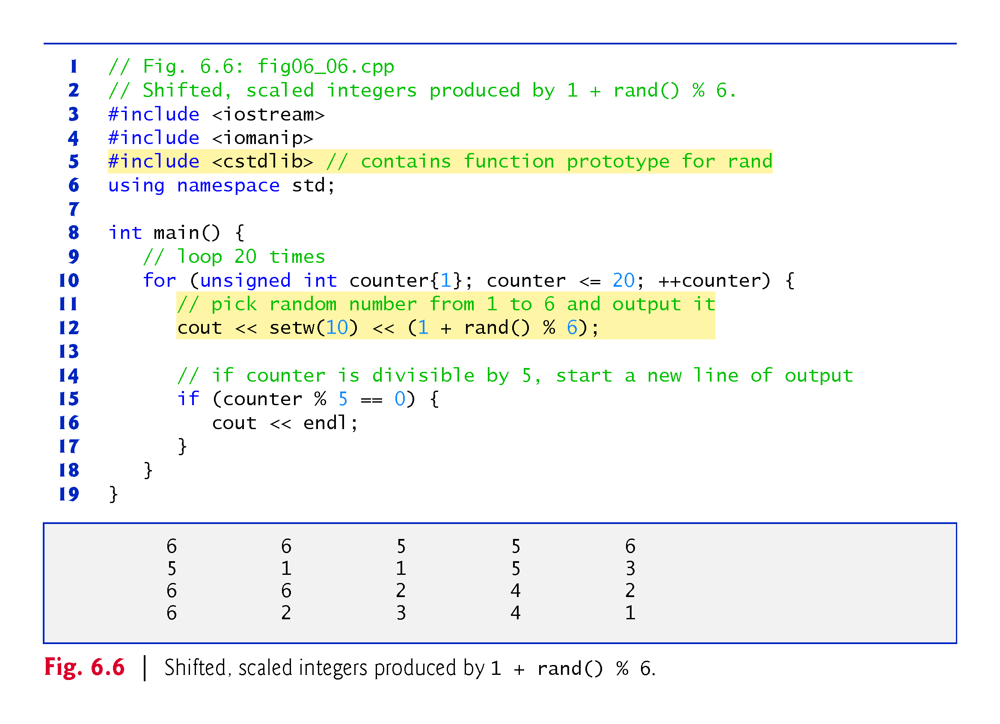 1 // Fig. 6.6: fig06_06.cpp
2 // Shifted, scaled integers produced by 1 + rand() % 6.
3 #include <iostream>
4 #include <iomanip>
5 #include <cstdlib> // contains function prototype for rand
6 using namespace std;
7
8 int main() {
9    // loop 20 times
10    for (unsigned int counter{1}; counter <= 20; ++counter) {
11       // pick random number from 1 to 6 and output it
12       cout << setw(10) << (1 + rand() % 6);
13
14       // if counter is divisible by 5, start a new line of output
15       if (counter % 5 == 0) {
16          cout << endl;
17       }
18    }
19 }
6 6 5 5 6
5 1 1 5 3
6 6 2 4 2
6 2 3 4 1
Fig. 6.6 | Shifted, scaled integers produced by 1 + rand() % 6.